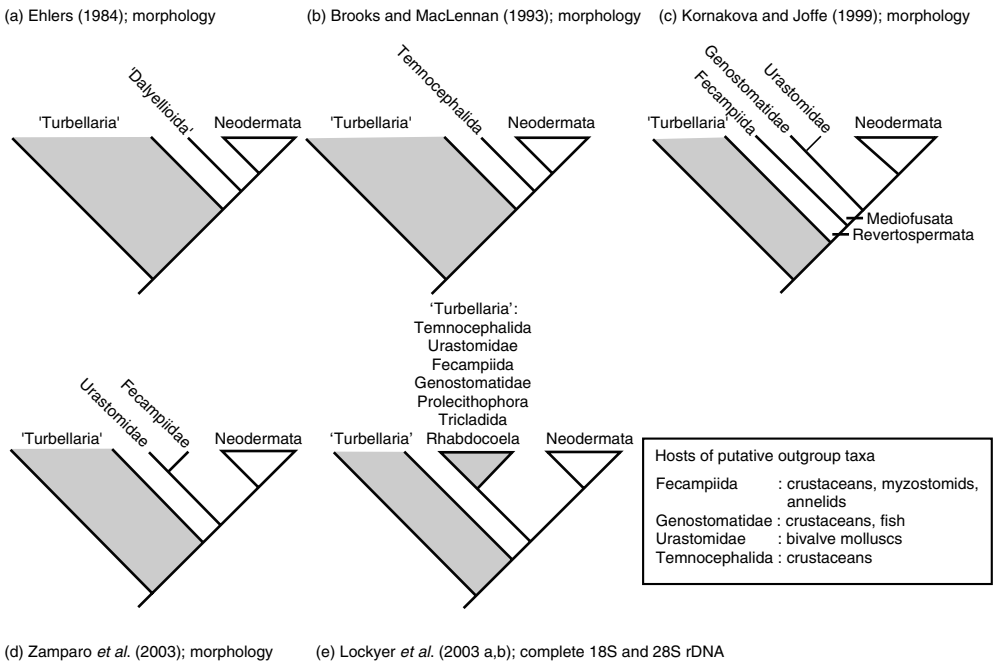 (a) Ehlers (1984); morphology
(b) Brooks and MacLennan (1993); morphology
(c) Kornakova and Joffe (1999); morphology
'Turbellaria'
'Dalyellioida'
Neodermata
'Turbellaria'
Temnocephalida
Neodermata
'Turbellaria'
Fecampiida
Genostomatidae
Urastomidae
Neodermata
Mediofusata
Revertospermata
'Turbellaria'
Urastomidae
Fecampiidae
Neodermata
‘Turbellaria’:
Temnocephalida
Urastomidae
Fecampiida
Genostomatidae
Prolecithophora
Tricladida
Rhabdocoela
‘Turbellaria’
Neodermata
Hosts of putative outgroup taxa
Fecampiida : crustaceans, myzostomids,
annelids
Genostomatidae : crustaceans, fish
Urastomidae : bivalve molluscs
Temnocephalida : crustaceans
(d) Zamparo et al. (2003); morphology
(e) Lockyer et al. (2003 a,b); complete 18S and 28S rDNA